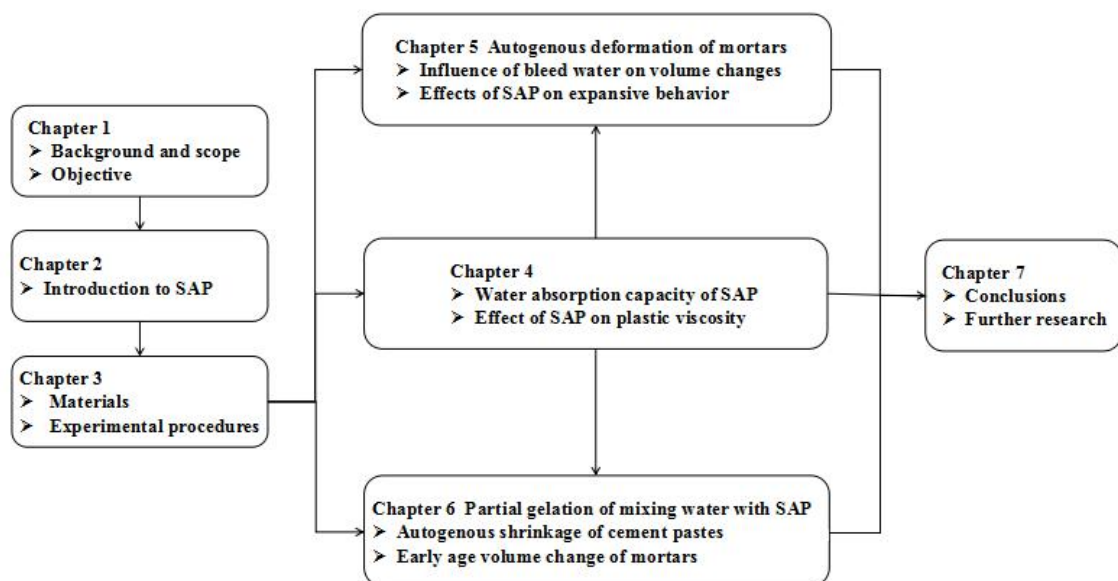 Chapter 1
➤ Background and scope
➤ Objective
Chapter 2
➤ Introduction to SAP
Chapter 3
➤ Materials
➤ Experimental procedures
Chapter 5 Autogenous deformation of mortars
➤ Influence of bleed water on volume changes
➤ Effects of SAP on expansive behavior
Chapter 4
➤ Water absorption capacity of SAP
➤ Effect of SAP on plastic viscosity
Chapter 6 Partial gelation of mixing water with SAP
➤ Autogenous shrinkage of cement pastes
➤ Early age volume change of mortars
Chapter 7
➤ Conclusions
➤ Further research